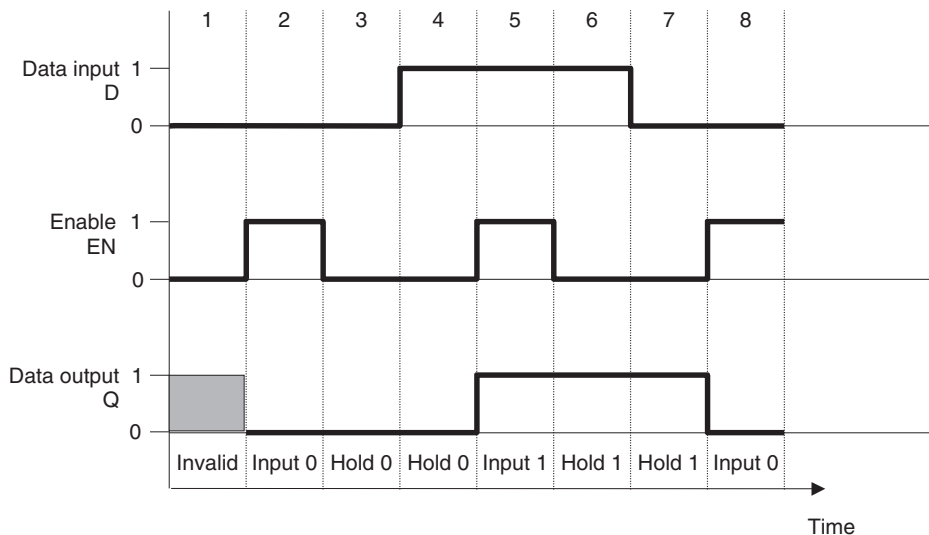 1 2 3 4 5 6 7 8
Data input 1
D
0
Enable 1
EN
0
Data output 1
Q
0
Invalid Input 0 Hold 0 Hold 0 Input 1 Hold 1 Hold 1 Input 0
Time